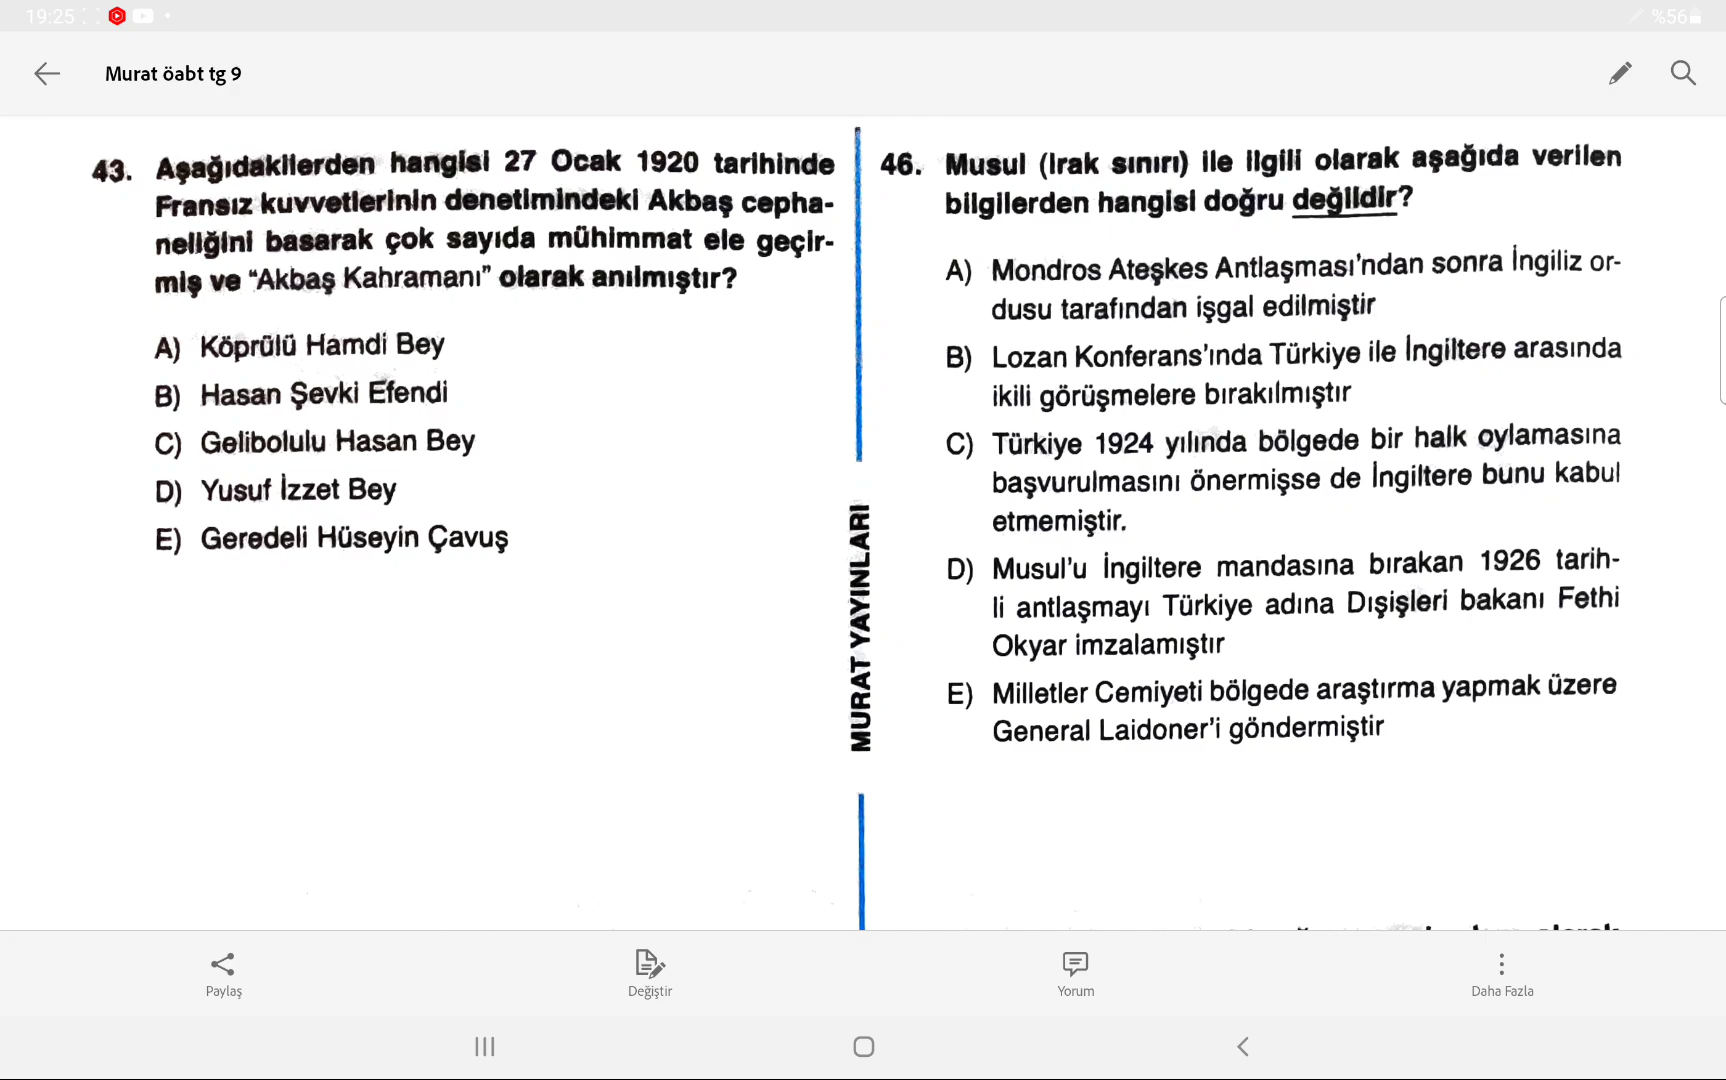 19:25
%56
Murat öabt tg 9
43. Aşağıdakilerden hangisi 27 Ocak 1920 tarihinde
Fransız kuvvetlerinin denetimindeki Akbaş cepha-
neliğini basarak çok sayıda mühimmat ele geçir-
miş ve “Akbaş Kahramanı” olarak anılmıştır?
A) Köprülü Hamdi Bey
B) Hasan Şevki Efendi
C) Gelibolulu Hasan Bey
D) Yusuf İzzet Bey
E) Geredeli Hüseyin Çavuş
MURAT YAYINLARI
46. Musul (Irak sınırı) ile ilgili olarak aşağıda verilen
bilgilerden hangisi doğru değildir?
A) Mondros Ateşkes Antlaşması’ndan sonra İngiliz or-
dusu tarafından işgal edilmiştir
B) Lozan Konferans’ında Türkiye ile İngiltere arasında
ikili görüşmelere bırakılmıştır
C) Türkiye 1924 yılında bölgede bir halk oylamasına
başvurulmasını önermişse de İngiltere bunu kabul
etmemiştir.
D) Musul’u İngiltere mandasına bırakan 1926 tarih-
li antlaşmayı Türkiye adına Dışişleri bakanı Fethi
Okyar imzalamıştır
E) Milletler Cemiyeti bölgede araştırma yapmak üzere
General Laidoner’i göndermiştir
Paylaş
Değiştir
Yorum
Daha Fazla